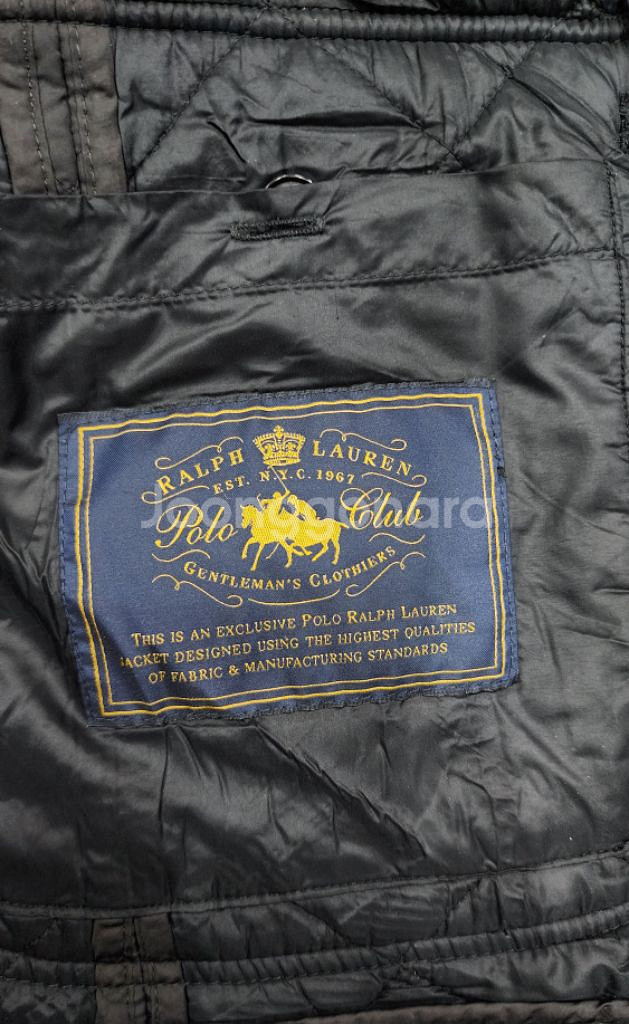 RALPH LAUREN
EST. N.Y.C. 1967
Polo Club
Joonggonara
GENTLEMAN'S CLOTHIERS
THIS IS AN EXCLUSIVE POLO RALPH LAUREN
JACKET DESIGNED USING THE HIGHEST QUALITIES
OF FABRIC & MANUFACTURING STANDARDS